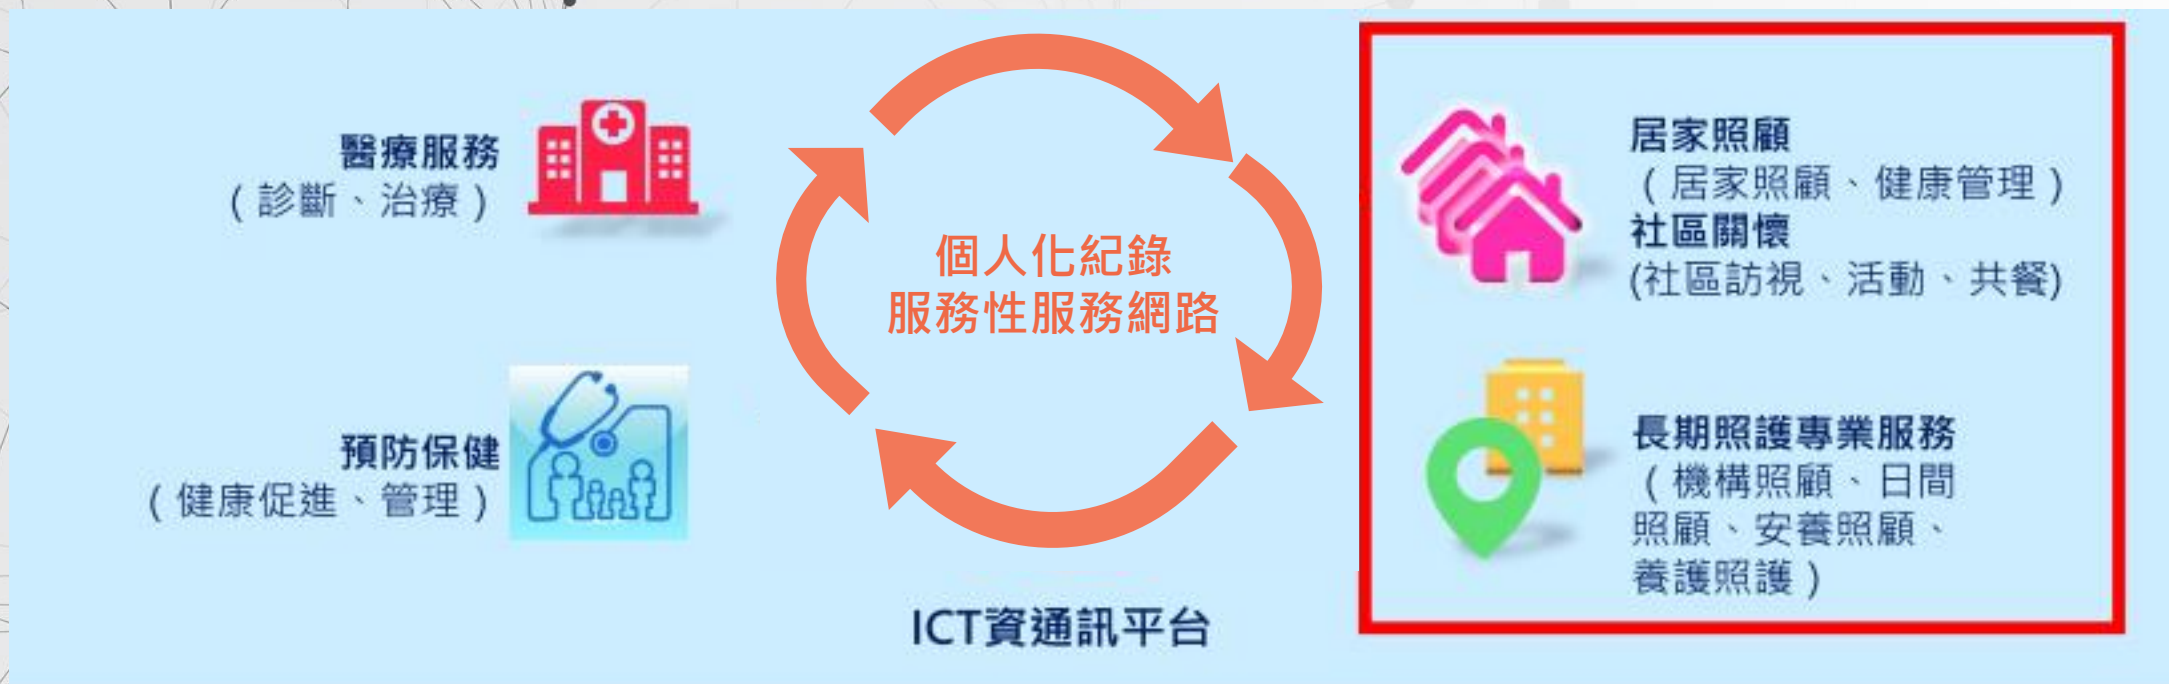 醫療服務
(診斷、治療)
預防保健
(健康促進、管理)
個人化紀錄
服務性服務網路
ICT資通訊平台
居家照顧
(居家照顧、健康管理)
社區關懷
(社區訪視、活動、共餐)
長期照護專業服務
(機構照顧、日間
照顧、安養照顧、
養護照護)